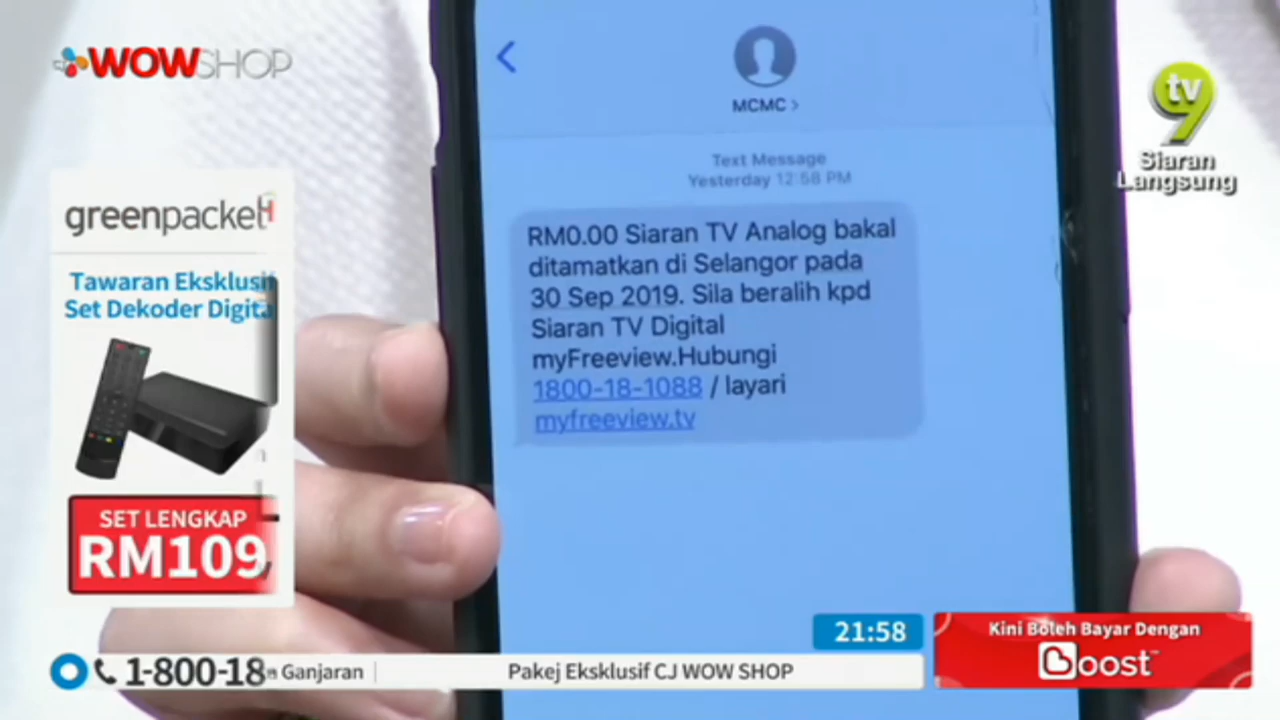 WOWSHOP
tv9
Siaran
Langsung
greenpacket
Tawaran Eksklusif
Set Dekoder Digital
SET LENGKAP
RM109
MCMC >
Text Message
Yesterday 12:58 PM
RM0.00 Siaran TV Analog bakal
ditamatkan di Selangor pada
30 Sep 2019. Sila beralih kpd
Siaran TV Digital
myFreeview.Hubungi
1800-18-1088 / layari
myfreeview.tv
21:58
Kini Boleh Bayar Dengan
Boost™
1-800-18
Ganjaran
Pakej Eksklusif CJ WOW SHOP